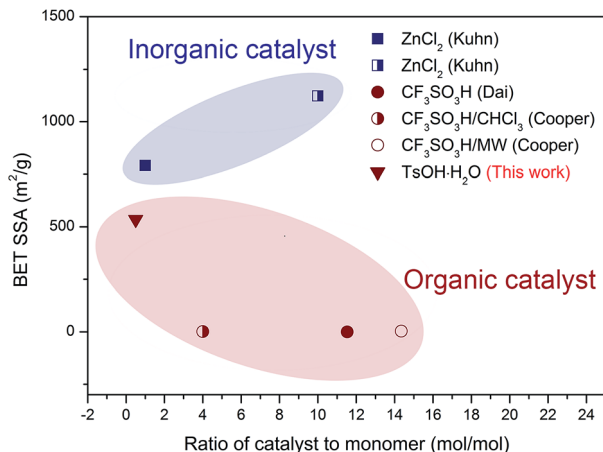 1500
1000
500
0
BET SSA (m²/g)
Inorganic catalyst
ZnCl₂ (Kuhn)
ZnCl₂ (Kuhn)
CF₃SO₃H (Dai)
CF₃SO₃H/CHCl₃ (Cooper)
CF₃SO₃H/MW (Cooper)
TsOH·H₂O (This work)
Organic catalyst
-2 0 2 4 6 8 10 12 14 16 18 20 22 24
Ratio of catalyst to monomer (mol/mol)